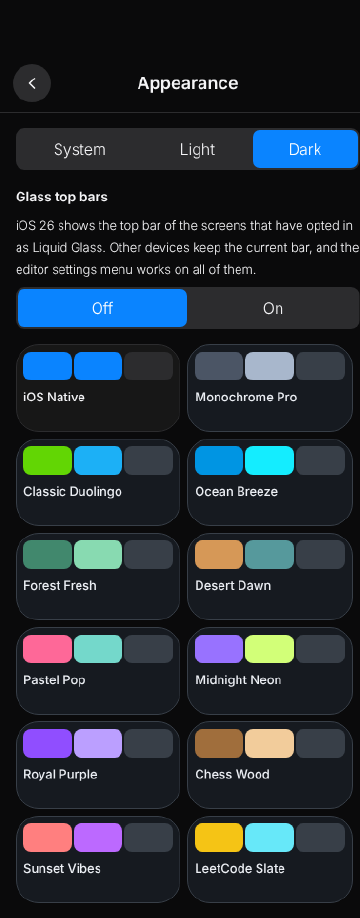 Appearance
System Light Dark
Glass top bars
iOS 26 shows the top bar of the screens that have opted in
as Liquid Glass. Other devices keep the current bar, and the
editor settings menu works on all of them.
Off On
iOS Native Monochrome Pro
Classic Duolingo Ocean Breeze
Forest Fresh Desert Dawn
Pastel Pop Midnight Neon
Royal Purple Chess Wood
Sunset Vibes LeetCode Slate